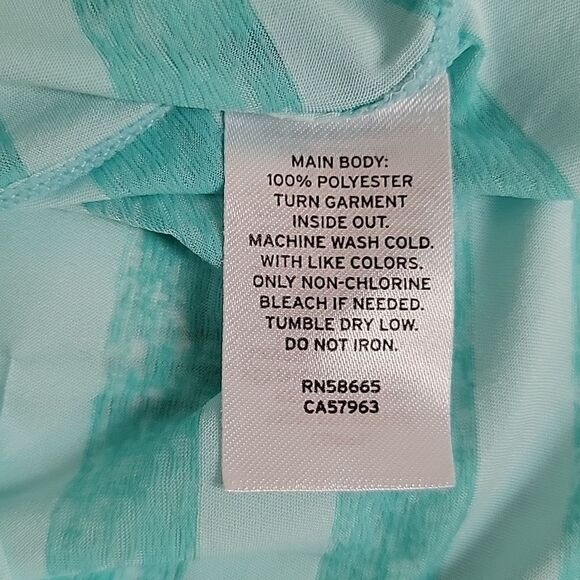 MAIN BODY:
100% POLYESTER
TURN GARMENT
INSIDE OUT.
MACHINE WASH COLD.
WITH LIKE COLORS.
ONLY NON-CHLORINE
BLEACH IF NEEDED.
TUMBLE DRY LOW.
DO NOT IRON.
RN58665
CA57963